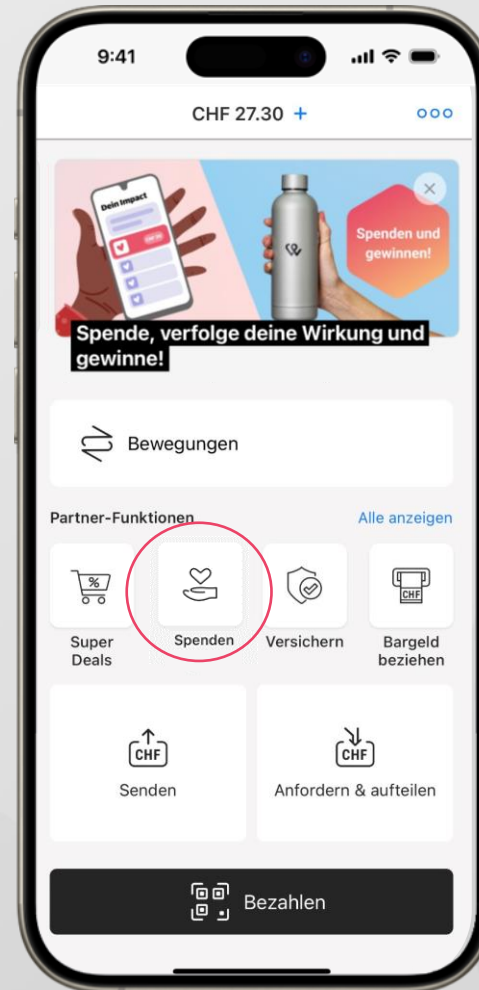 9:41
CHF 27.30 +
Dein Impact
Spenden und
gewinnen!
Spende, verfolge deine Wirkung und
gewinne!
Bewegungen
Partner-Funktionen
Alle anzeigen
%
CHF
Super
Deals
Spenden
Versichern
Bargeld
beziehen
CHF
Senden
CHF
Anfordern & aufteilen
Bezahlen